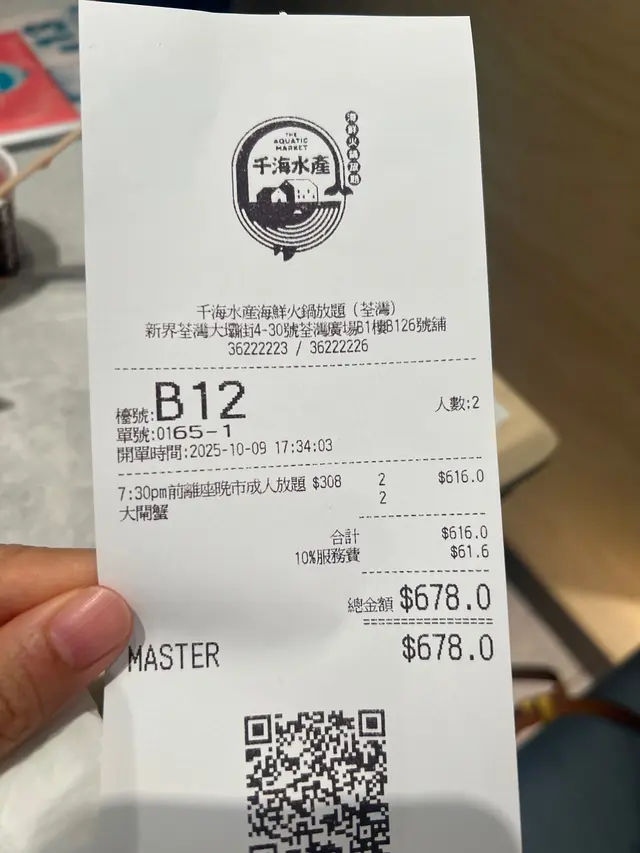 THE
AQUATIC
MARKET
千海水產
海鮮火鍋放題
千海水産海鮮火鍋放題（荃灣）
新界荃灣大壩街4-30號荃灣廣場B1樓B126號舖
36222223 / 36222226
檯號:B12 人數:2
單號:0165-1
開單時間:2025-10-09 17:34:03
7:30pm前離座晚市成人放題 $308 2 $616.0
大閘蟹 2
合計 $616.0
10%服務費 $61.6
總金額 $678.0
MASTER $678.0